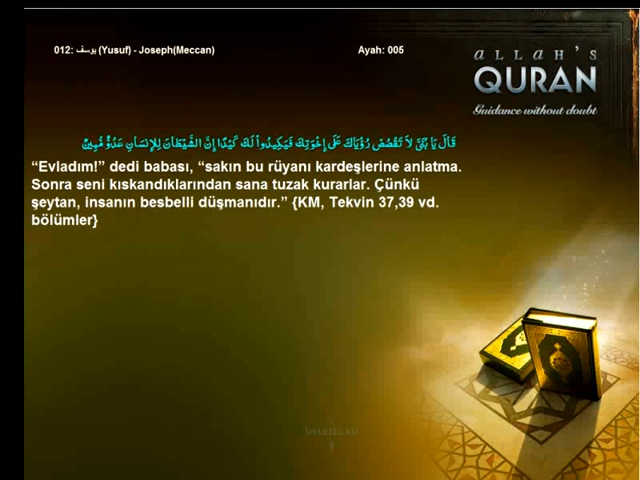 012: يوسف (Yusuf) - Joseph(Meccan)
Ayah: 005
ALLAH'S
QURAN
Guidance without doubt
قَالَ يَا بُنَيَّ لاَ تَقْصُصْ رُؤْيَاكَ عَلَى إِخْوَتِكَ فَيَكِيدُواْ لَكَ كَيْدًا إِنَّ الشَّيْطَانَ لِلإِنسَانِ عَدُوٌّ مُّبِينٌ
“Evladım!” dedi babası, “sakın bu rüyanı kardeşlerine anlatma.
Sonra seni kıskandıklarından sana tuzak kurarlar. Çünkü
şeytan, insanın besbelli düşmanıdır.” {KM, Tekvin 37,39 vd.
bölümler}